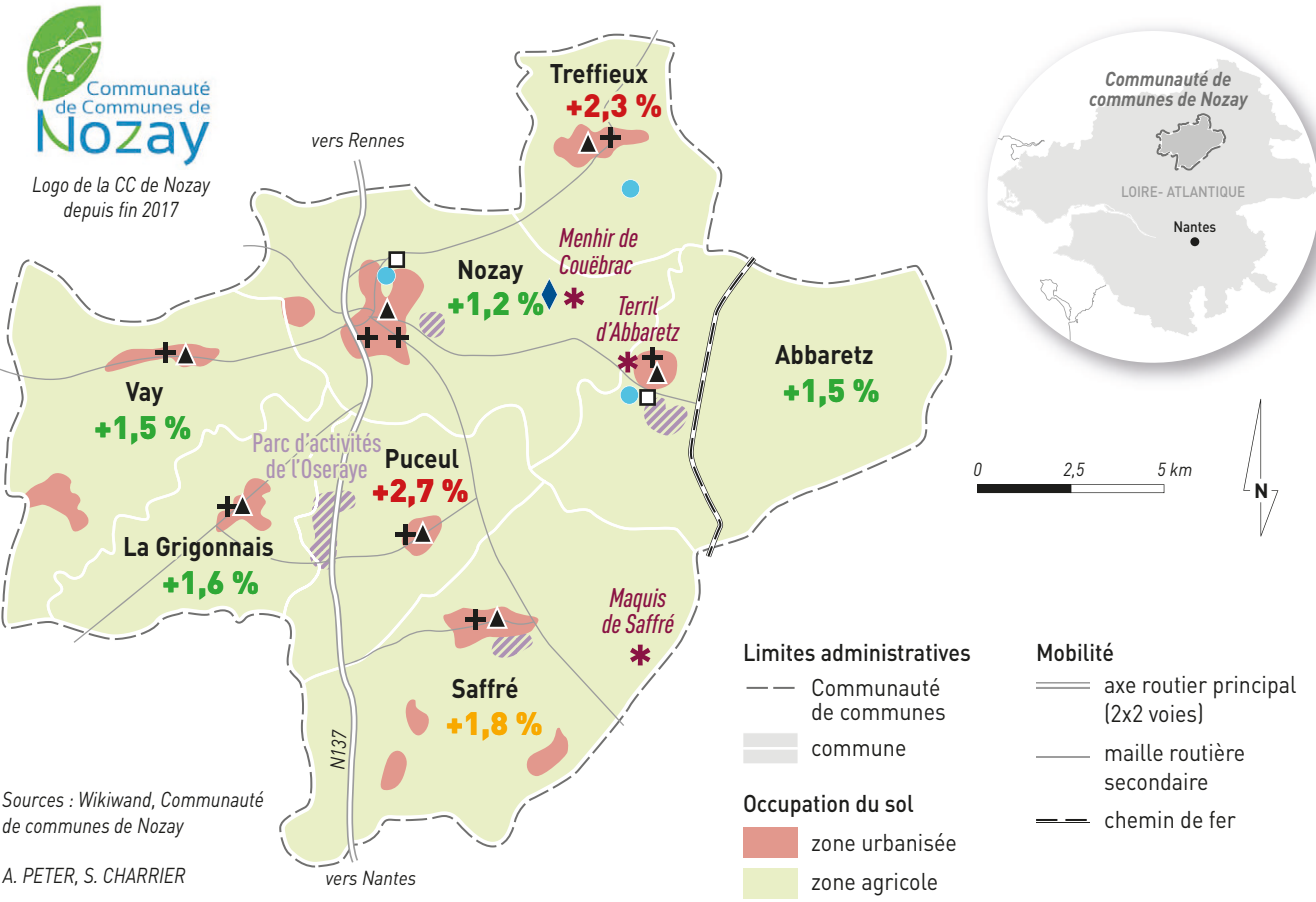 Communauté
de Communes de
Nozay
Logo de la CC de Nozay
depuis fin 2017
vers Rennes
Treffieux
+2,3 %
Communauté de
communes de Nozay
LOIRE- ATLANTIQUE
Nantes
Menhir de
Couëbrac
Nozay
+1,2 %
Terril
d'Abbaretz
Abbaretz
+1,5 %
Vay
+1,5 %
Parc d'activités
de l'Oseraye
Puceul
+2,7 %
0 2,5 5 km
N
La Grigonnais
+1,6 %
Maquis
de Saffré
Saffré
+1,8 %
N137
vers Nantes
Sources : Wikiwand, Communauté
de communes de Nozay
A. PETER, S. CHARRIER
Limites administratives
Communauté
de communes
commune
Occupation du sol
zone urbanisée
zone agricole
Mobilité
axe routier principal
(2x2 voies)
maille routière
secondaire
chemin de fer